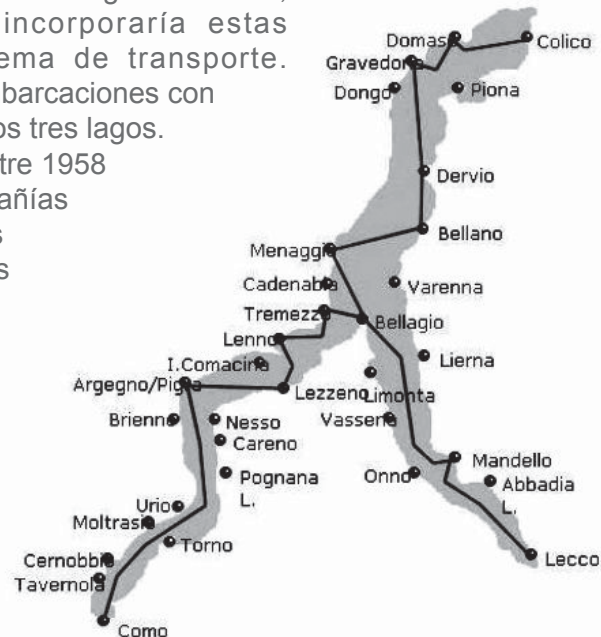 incorporaría estas
ema de transporte.
barcaciones con
os tres lagos.
tre 1958
añías
s
s
Domaso
Colico
Gravedona
Dongo
Piona
Dervio
Bellano
Menaggio
Cadenabbia
Varenna
Tremezzo
Bellagio
Lenno
Lierna
I.Comacina
Argegno/Pigra
Lezzeno
Limonta
Brienno
Nesso
Vassena
Careno
Mandello
Pognana
L.
Onno
Abbadia
L.
Urio
Moltrasio
Torno
Cernobbio
Lecco
Tavernola
Como